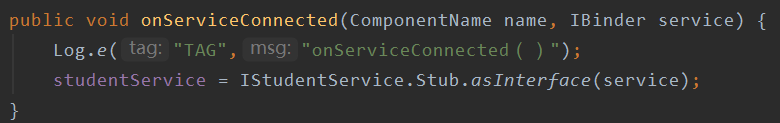 public void onServiceConnected(ComponentName name, IBinder service) {
    Log.e( tag: "TAG", msg: "onServiceConnected ( ) ");
    studentService = IStudentService.Stub.asInterface(service);
}